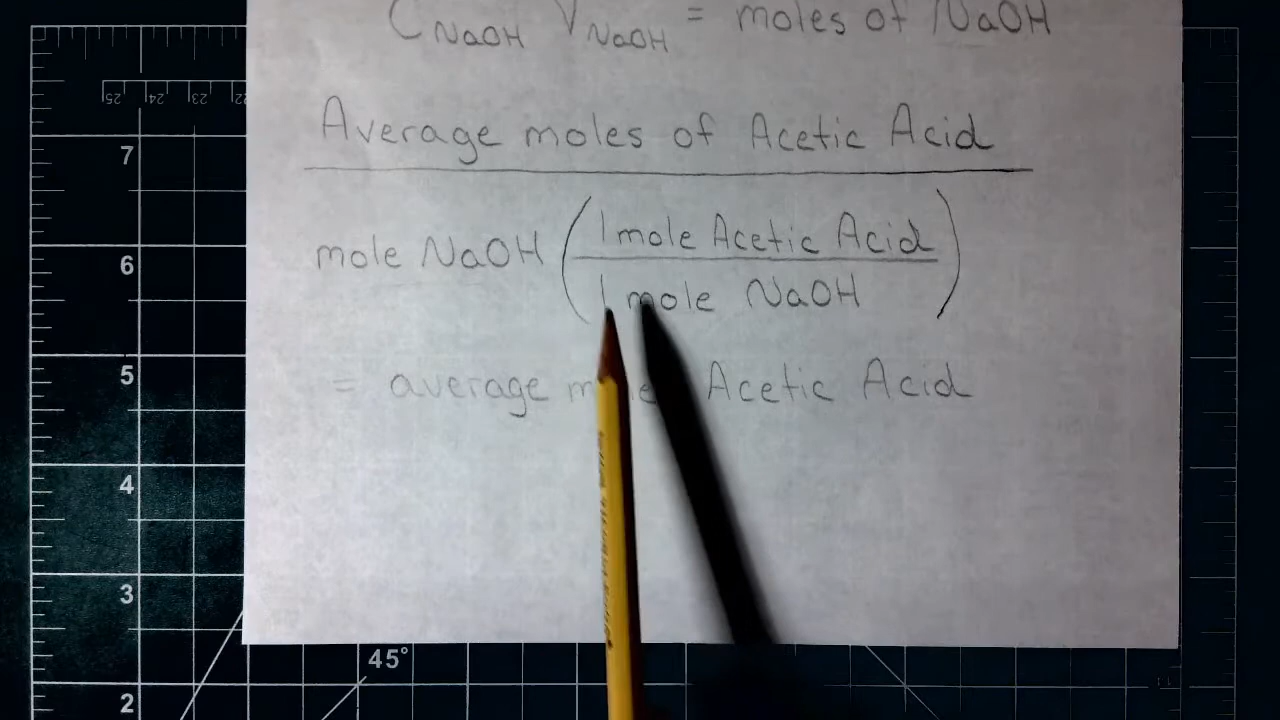 C NaOH V NaOH = moles of NaOH
Average moles of Acetic Acid
mole NaOH ( 1 mole Acetic Acid / 1 mole NaOH )
= average Acetic Acid
25 24 23 22
7
6
5
4
3
2
45°